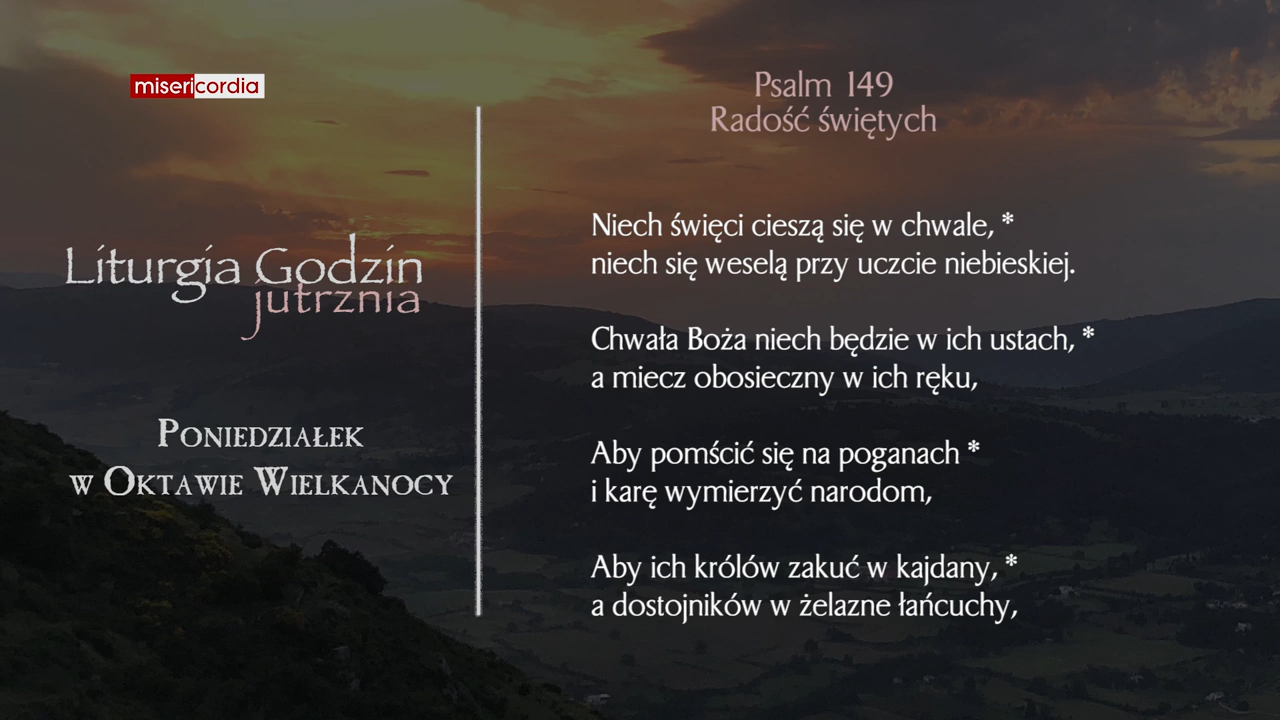 misericordia
Liturgia Godzin
jutrznia
Poniedziałek
w Oktawie Wielkanocy
Psalm 149
Radość świętych
Niech święci cieszą się w chwale, *
niech się weselą przy uczcie niebieskiej.
Chwała Boża niech będzie w ich ustach, *
a miecz obosieczny w ich ręku,
Aby pomścić się na poganach *
i karę wymierzyć narodom,
Aby ich królów zakuć w kajdany, *
a dostojników w żelazne łańcuchy,